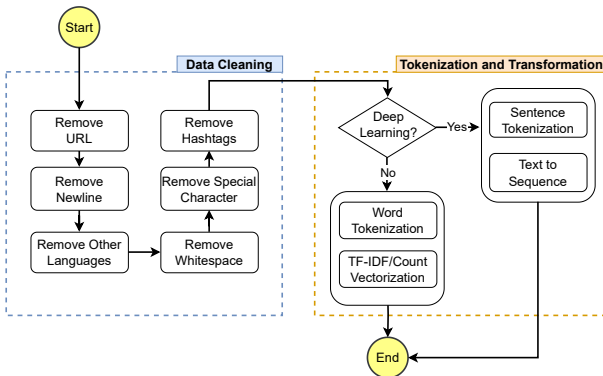 Start
Data Cleaning
Remove
URL
Remove
Newline
Remove Other
Languages
Remove
Whitespace
Remove Special
Character
Remove
Hashtags
Tokenization and Transformation
Deep
Learning?
Yes
No
Sentence
Tokenization
Text to
Sequence
Word
Tokenization
TF-IDF/Count
Vectorization
End